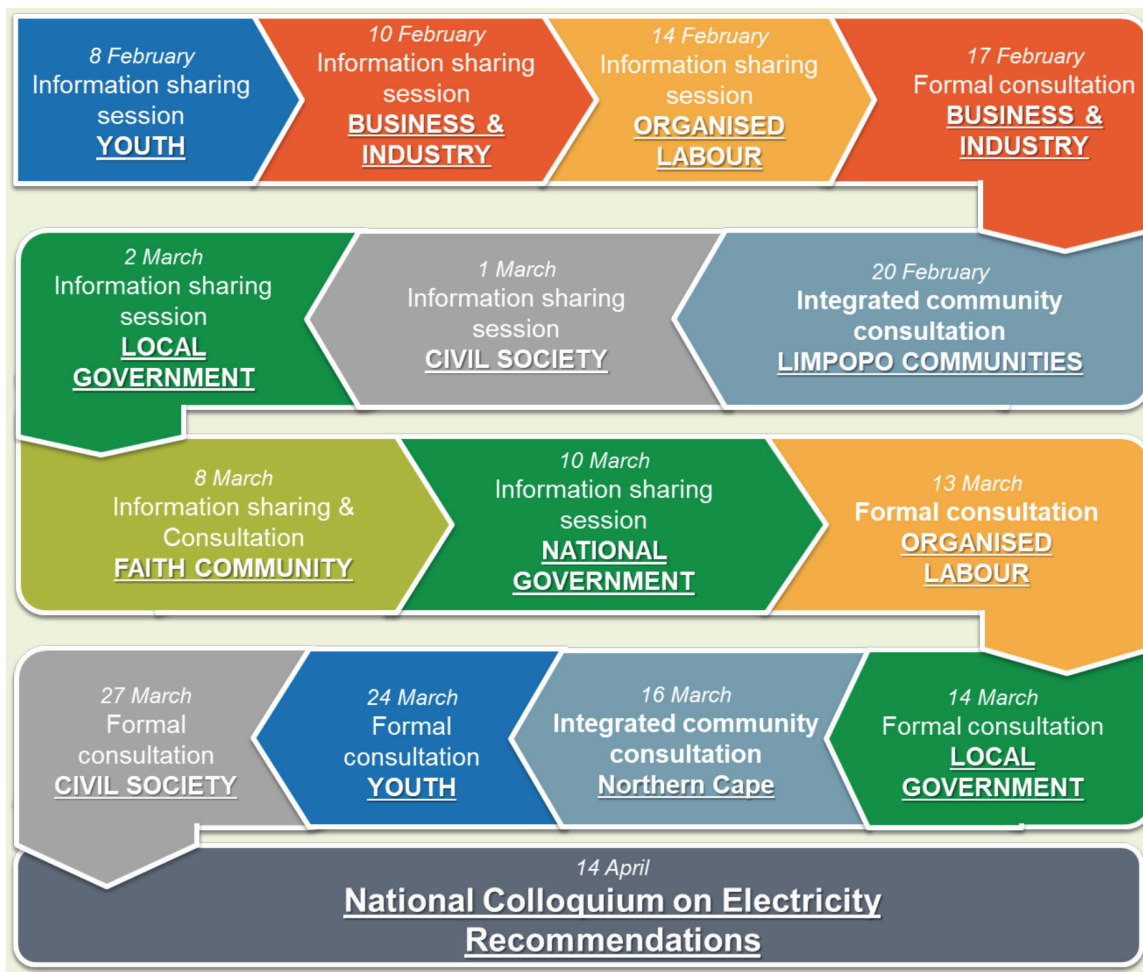 8 February
Information sharing
session
YOUTH
10 February
Information sharing
session
BUSINESS &
INDUSTRY
14 February
Information sharing
session
ORGANISED
LABOUR
17 February
Formal consultation
BUSINESS &
INDUSTRY
20 February
Integrated community
consultation
LIMPOPO COMMUNITIES
1 March
Information sharing
session
CIVIL SOCIETY
2 March
Information sharing
session
LOCAL
GOVERNMENT
8 March
Information sharing &
Consultation
FAITH COMMUNITY
10 March
Information sharing
session
NATIONAL
GOVERNMENT
13 March
Formal consultation
ORGANISED
LABOUR
14 March
Formal consultation
LOCAL
GOVERNMENT
16 March
Integrated community
consultation
Northern Cape
24 March
Formal
consultation
YOUTH
27 March
Formal
consultation
CIVIL SOCIETY
14 April
National Colloquium on Electricity
Recommendations